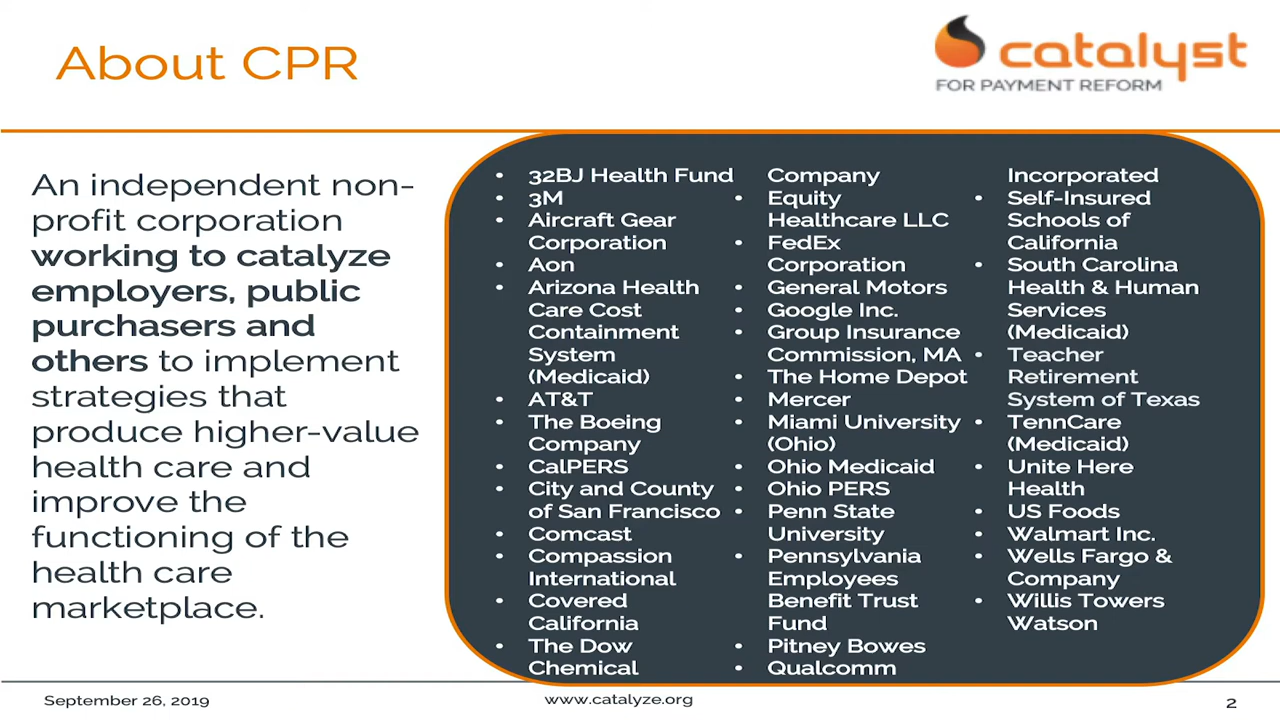 About CPR
catalyst
FOR PAYMENT REFORM
An independent non-
profit corporation
working to catalyze
employers, public
purchasers and
others to implement
strategies that
produce higher-value
health care and
improve the
functioning of the
health care
marketplace.
• 32BJ Health Fund
• 3M
• Aircraft Gear
Corporation
• Aon
• Arizona Health
Care Cost
Containment
System
(Medicaid)
• AT&T
• The Boeing
Company
• CalPERS
• City and County
of San Francisco
• Comcast
• Compassion
International
• Covered
California
• The Dow
Chemical
Company
• Equity
Healthcare LLC
• FedEx
Corporation
• General Motors
• Google Inc.
• Group Insurance
Commission, MA
• The Home Depot
• Mercer
• Miami University
(Ohio)
• Ohio Medicaid
• Ohio PERS
• Penn State
University
• Pennsylvania
Employees
Benefit Trust
Fund
• Pitney Bowes
• Qualcomm
Incorporated
• Self-Insured
Schools of
California
• South Carolina
Health & Human
Services
(Medicaid)
• Teacher
Retirement
System of Texas
• TennCare
(Medicaid)
• Unite Here
Health
• US Foods
• Walmart Inc.
• Wells Fargo &
Company
• Willis Towers
Watson
September 26, 2019
www.catalyze.org
2